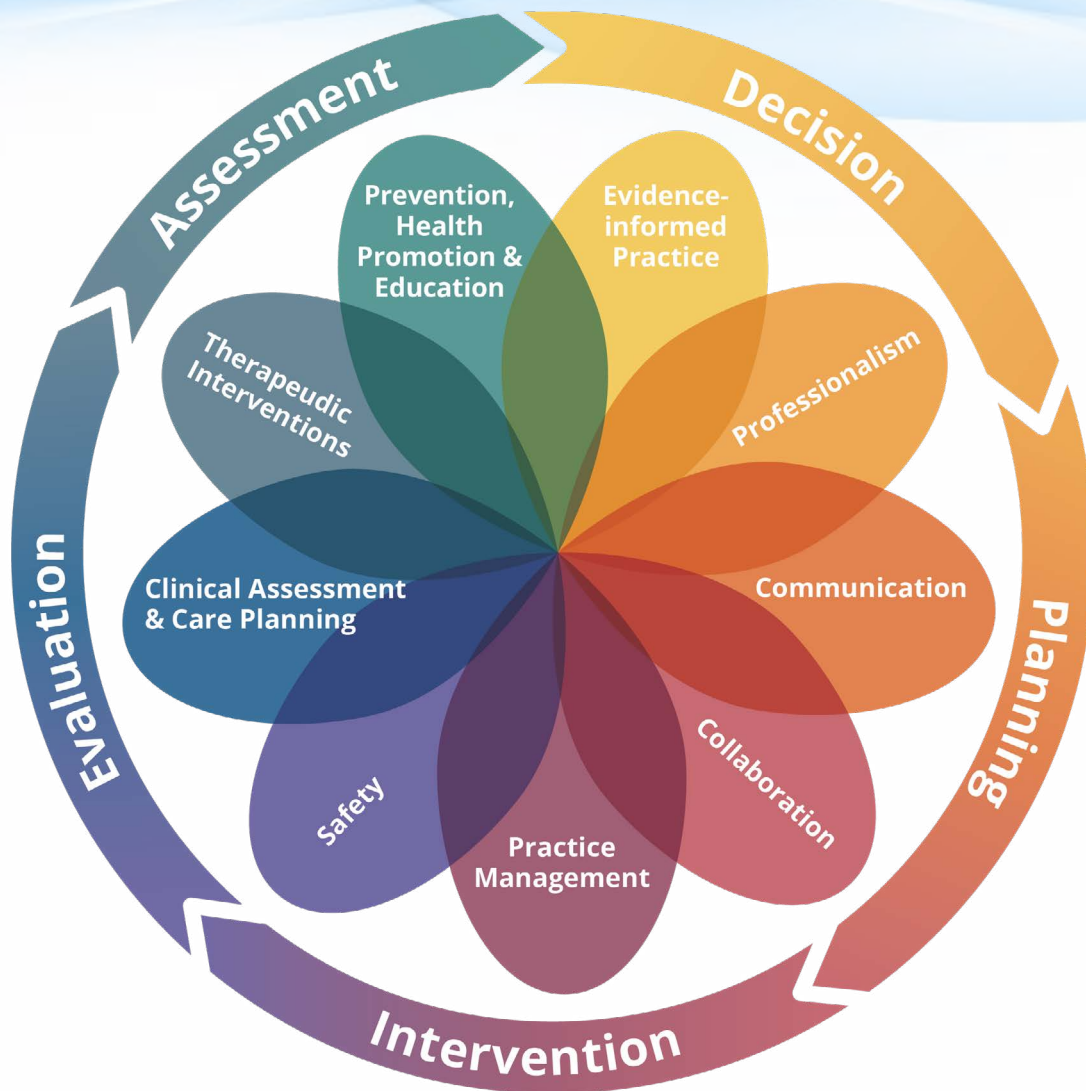 Assessment
Decision
Planning
Intervention
Evaluation
Prevention,
Health
Promotion &
Education
Evidence-
informed
Practice
Professionalism
Communication
Collaboration
Practice
Management
Safety
Clinical Assessment
& Care Planning
Therapeudic
Interventions